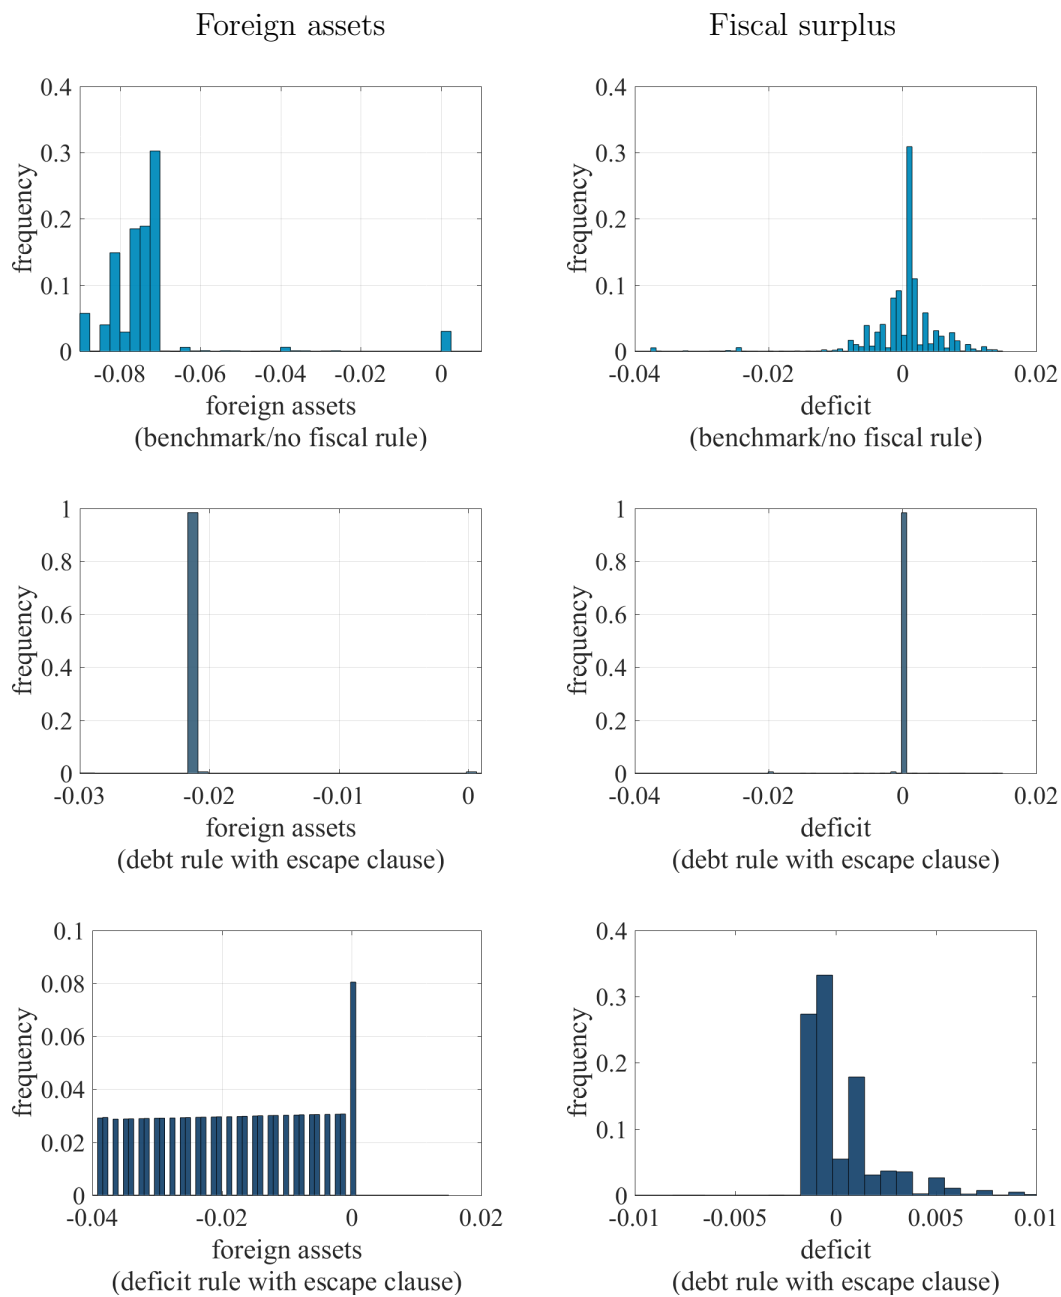 Foreign assets
Fiscal surplus
0.4
0.3
0.2
0.1
0
frequency
-0.08 -0.06 -0.04 -0.02 0
foreign assets
(benchmark/no fiscal rule)
0.4
0.3
0.2
0.1
0
frequency
-0.04 -0.02 0 0.02
deficit
(benchmark/no fiscal rule)
1
0.8
0.6
0.4
0.2
0
frequency
-0.03 -0.02 -0.01 0
foreign assets
(debt rule with escape clause)
1
0.8
0.6
0.4
0.2
0
frequency
-0.04 -0.02 0 0.02
deficit
(debt rule with escape clause)
0.1
0.08
0.06
0.04
0.02
0
frequency
-0.04 -0.02 0 0.02
foreign assets
(deficit rule with escape clause)
0.4
0.3
0.2
0.1
0
frequency
-0.01 -0.005 0 0.005 0.01
deficit
(debt rule with escape clause)